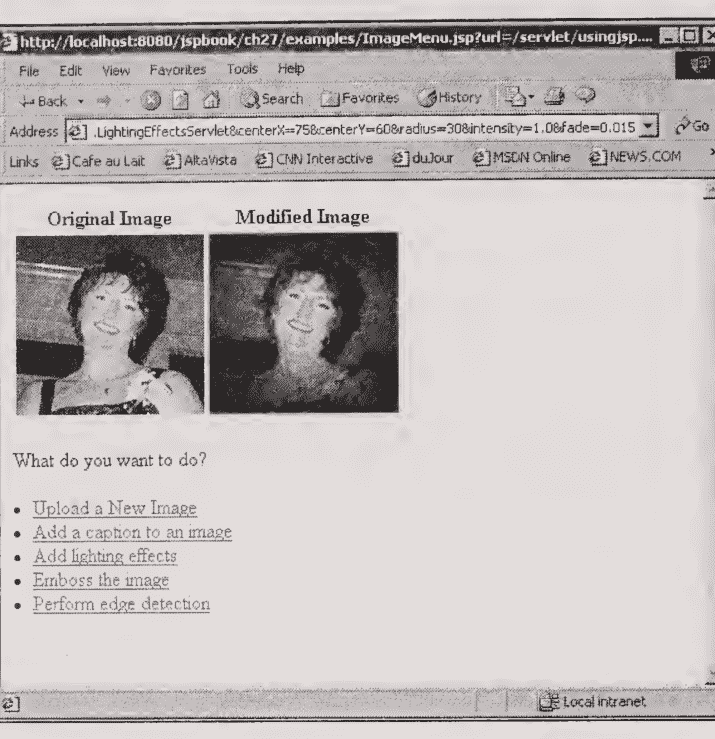 http://localhost:8080/jspbook/ch27/examples/ImageMenu.jsp?url=/servlet/usingjsp....
File Edit View Favorites Tools Help
Back Search Favorites History
Address .LightingEffectsServlet&centerX=75&centerY=60&radius=30&intensity=1.0&fade=0.015 Go
Links Cafe au Lait AltaVista CNN Interactive duJour MSDN Online NEWS.COM
Original Image Modified Image
What do you want to do?
• Upload a New Image
• Add a caption to an image
• Add lighting effects
• Emboss the image
• Perform edge detection
Local intranet